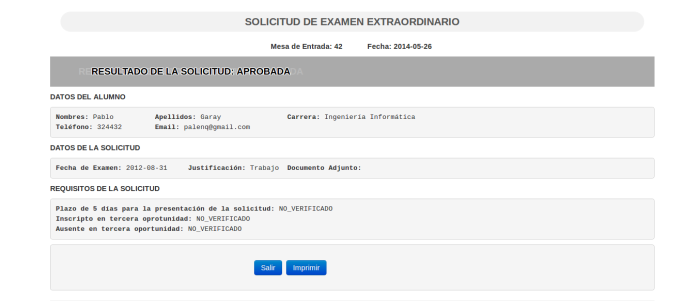 SOLICITUD DE EXAMEN EXTRAORDINARIO
Mesa de Entrada: 42 Fecha: 2014-05-26
RESULTADO DE LA SOLICITUD: APROBADA
DATOS DEL ALUMNO
Nombres: Pablo Apellidos: Garay Carrera: Ingeniería Informática
Teléfono: 324432 Email: palenq@gmail.com
DATOS DE LA SOLICITUD
Fecha de Examen: 2012-08-31 Justificación: Trabajo Documento Adjunto:
REQUISITOS DE LA SOLICITUD
Plazo de 5 días para la presentación de la solicitud: NO_VERIFICADO
Inscripto en tercera oprotunidad: NO_VERIFICADO
Ausente en tercera oportunidad: NO_VERIFICADO
Salir Imprimir